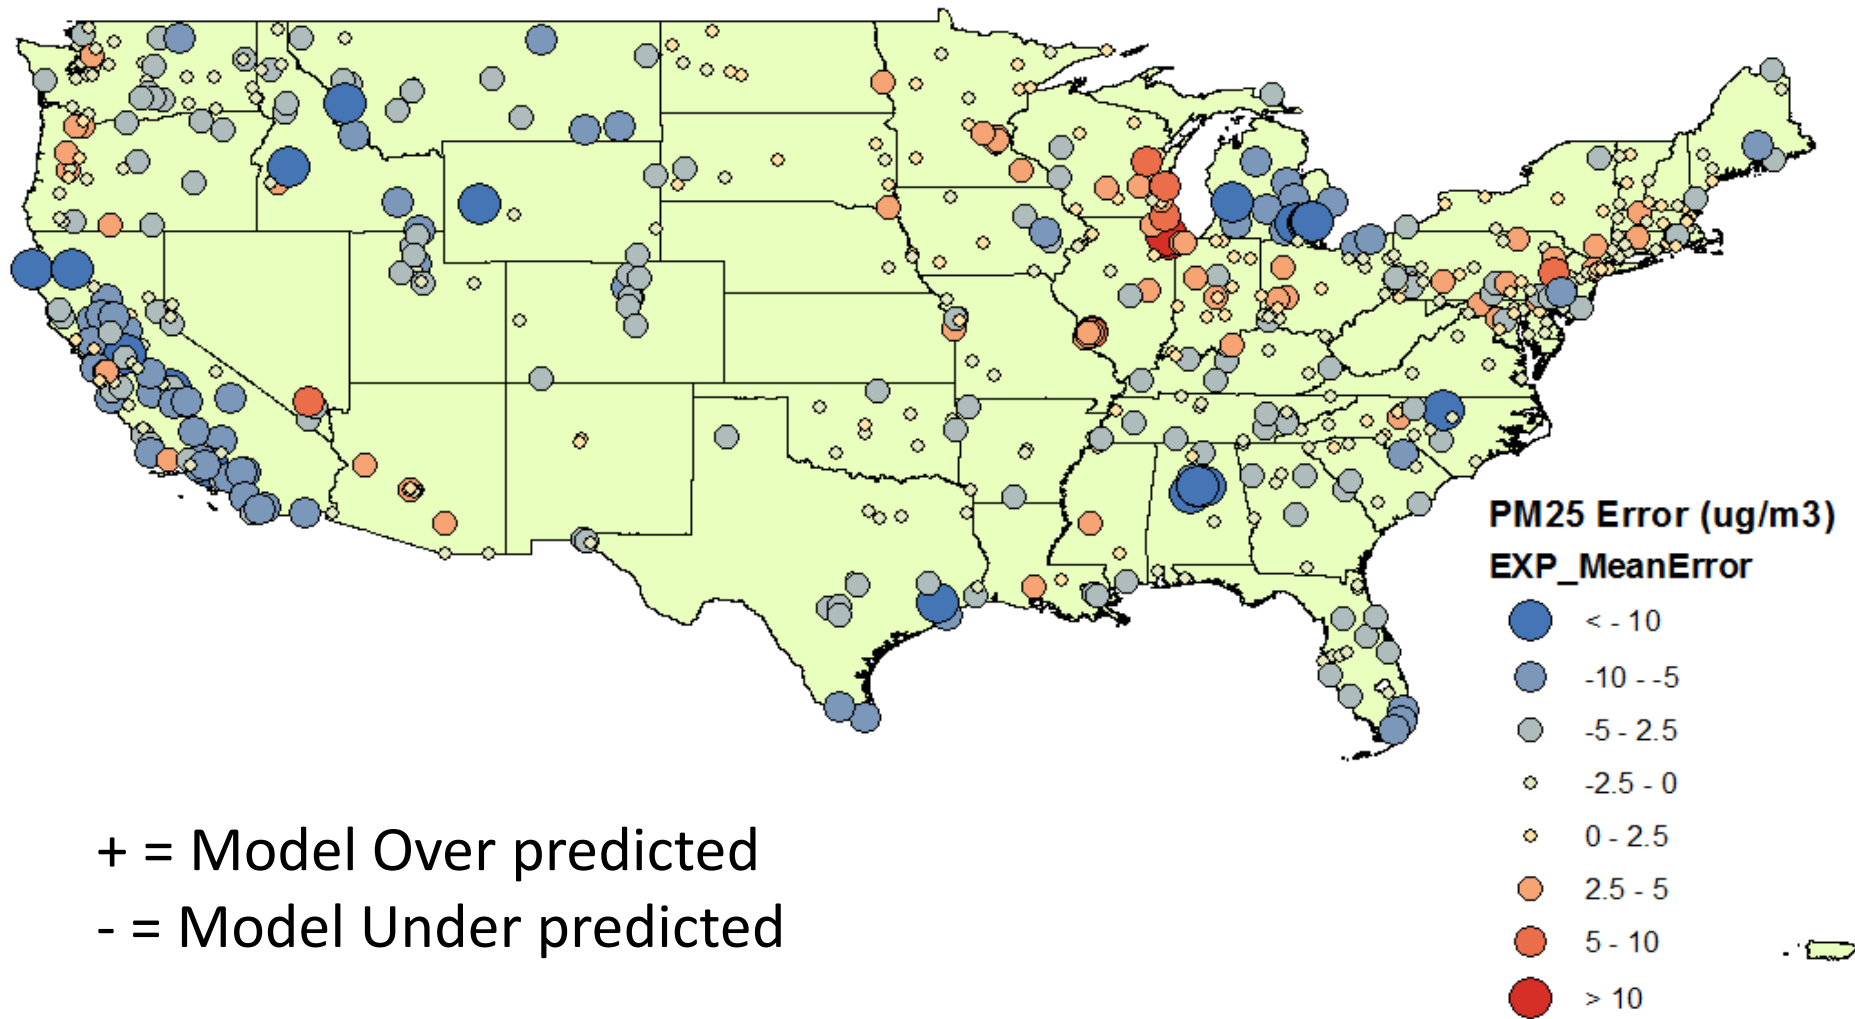 PM25 Error (ug/m3)
EXP_MeanError
< - 10
-10 - -5
-5 - 2.5
-2.5 - 0
0 - 2.5
2.5 - 5
5 - 10
> 10
+ = Model Over predicted
- = Model Under predicted